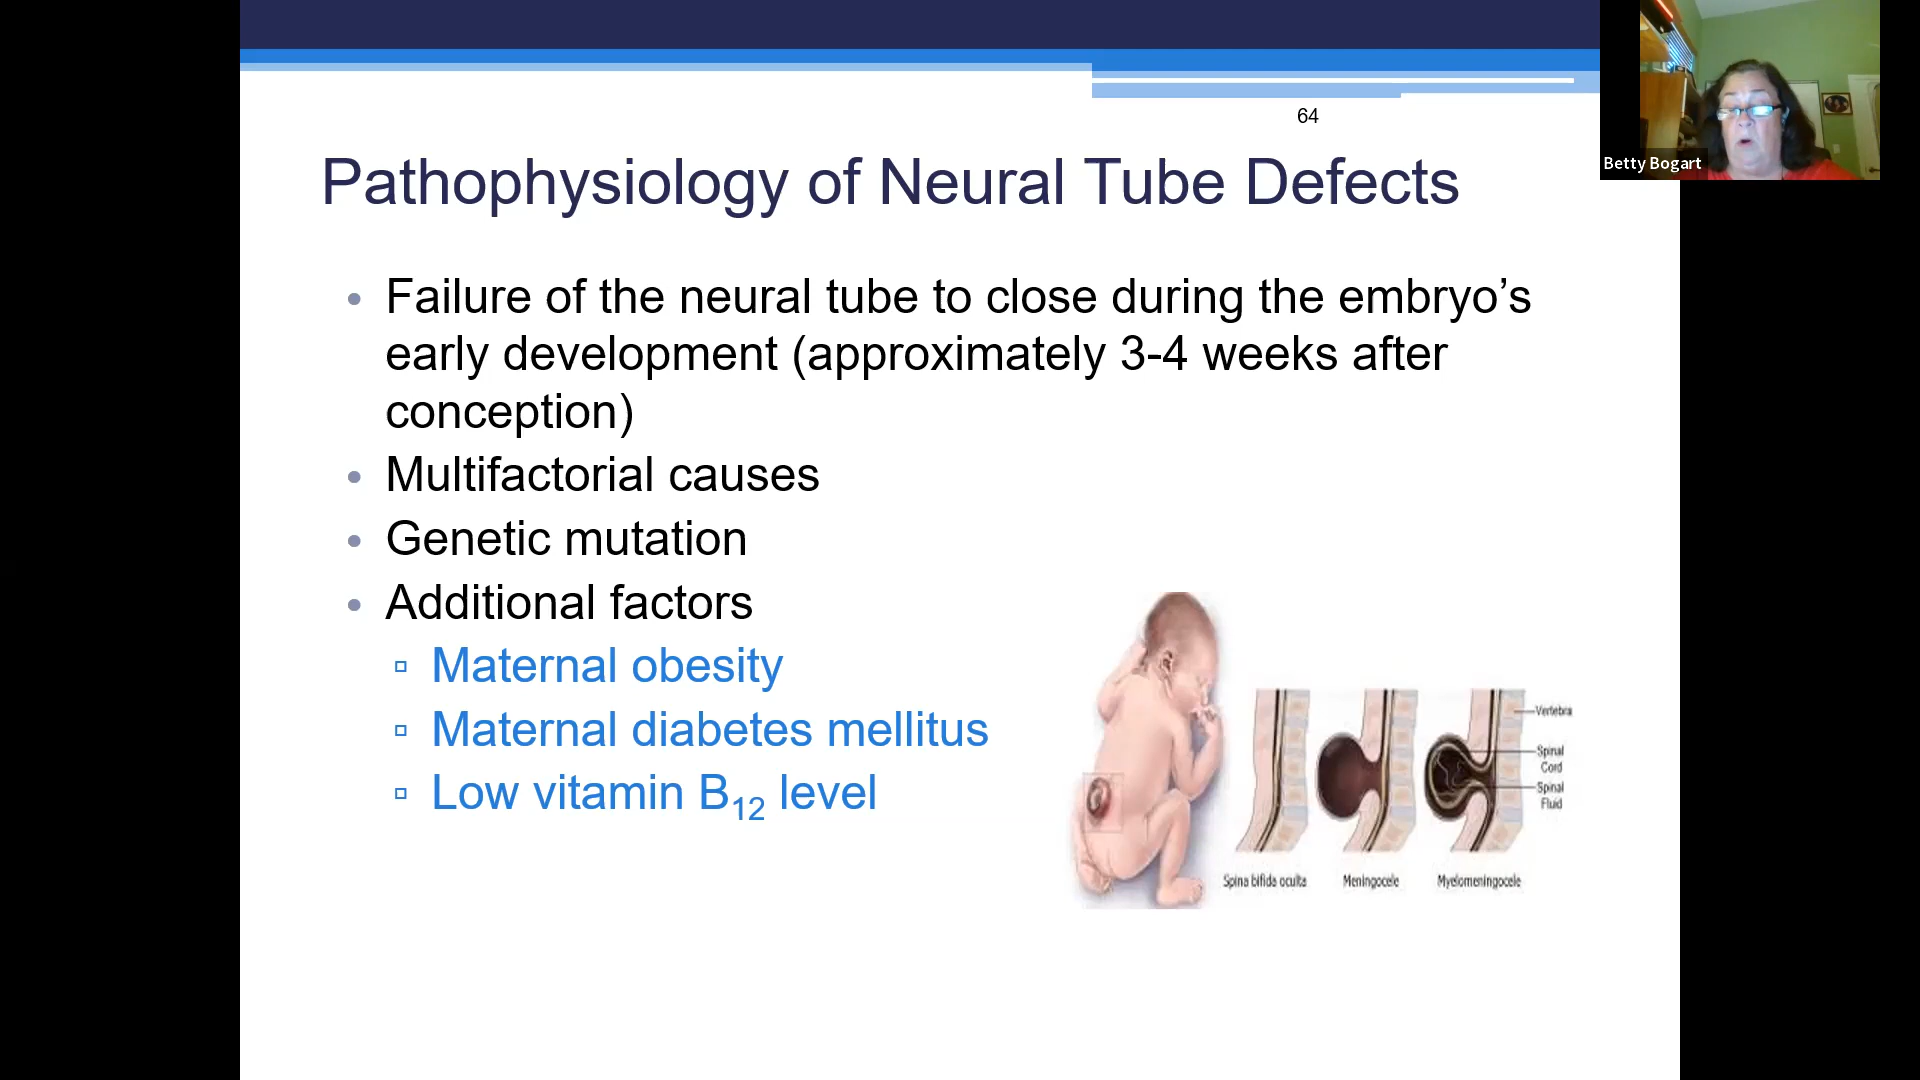 64
Betty Bogart
Pathophysiology of Neural Tube Defects
• Failure of the neural tube to close during the embryo’s
early development (approximately 3-4 weeks after
conception)
• Multifactorial causes
• Genetic mutation
• Additional factors
▫ Maternal obesity
▫ Maternal diabetes mellitus
▫ Low vitamin B12 level
Vertebra
Spinal
Cord
Spinal
Fluid
Spina bifida oculta
Meningocele
Myelomeningocele